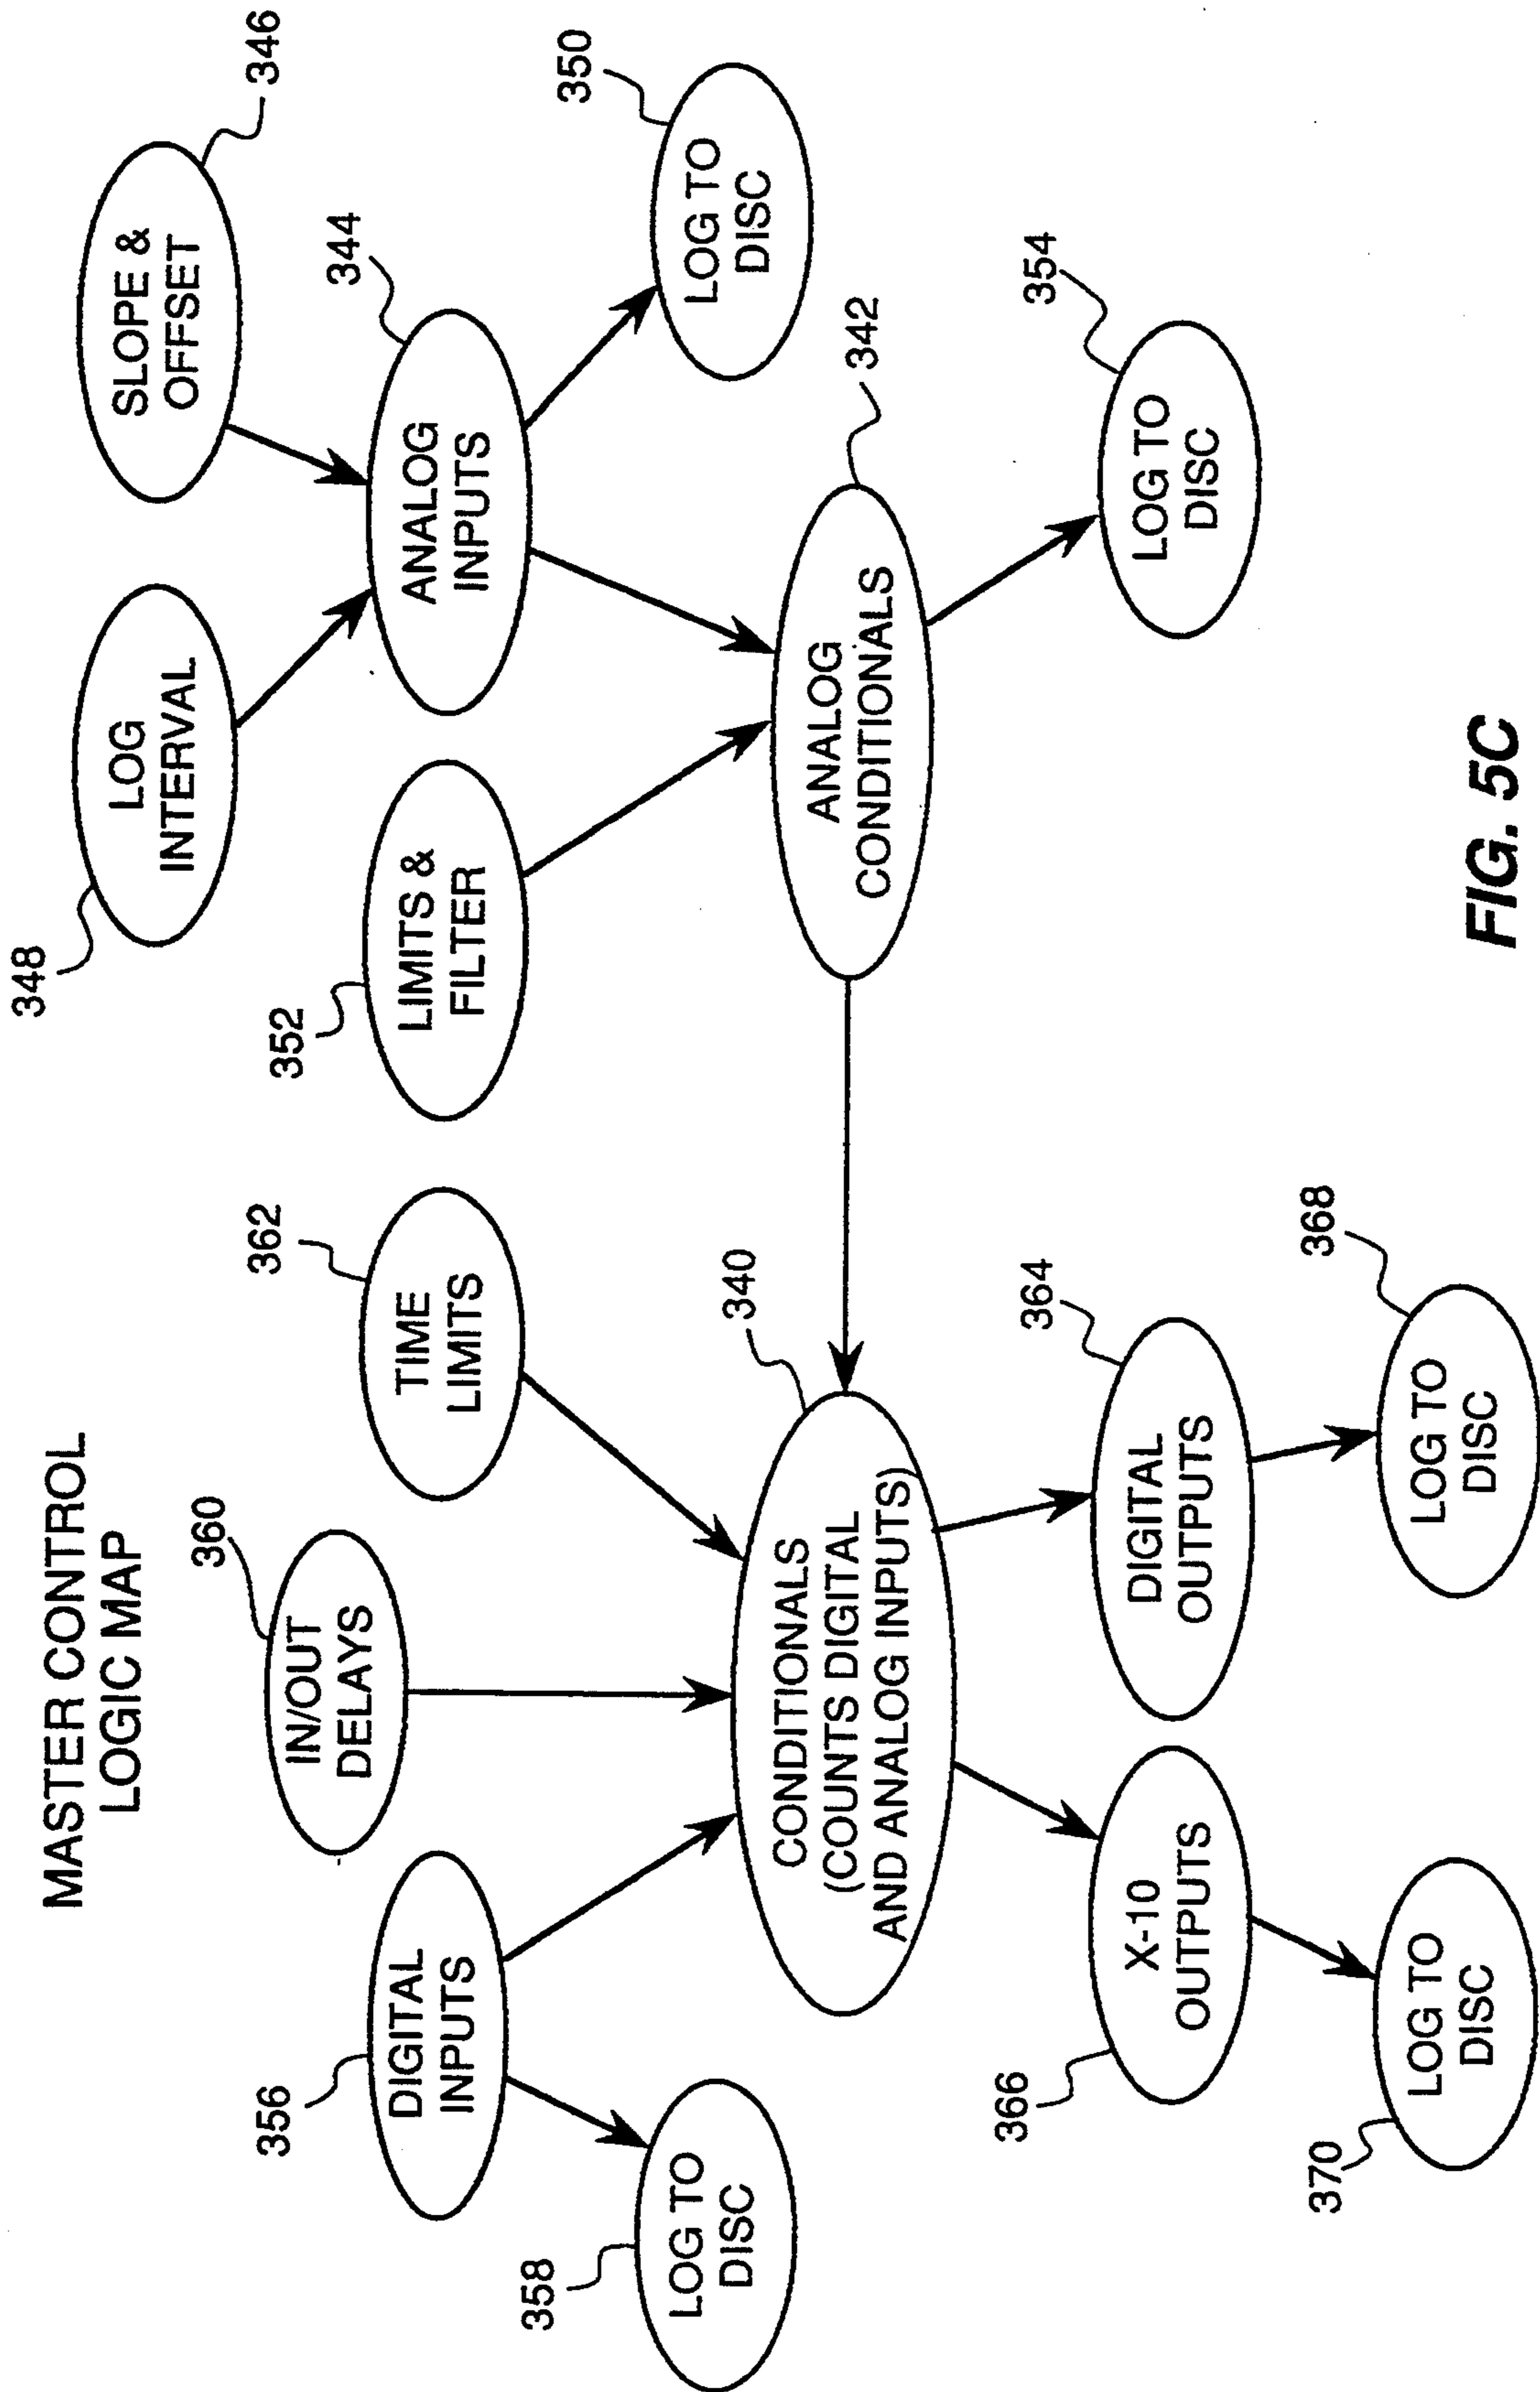 MASTER CONTROL
LOGIC MAP
348
LOG
INTERVAL
SLOPE &
OFFSET
346
360
IN/OUT
DELAYS
362
TIME
LIMITS
352
LIMITS &
FILTER
344
ANALOG
INPUTS
356
DIGITAL
INPUTS
350
LOG TO
DISC
358
LOG TO
DISC
340
CONDITIONALS
(COUNTS DIGITAL
AND ANALOG INPUTS)
342
ANALOG
CONDITIONALS
354
LOG TO
DISC
366
X-10
OUTPUTS
364
DIGITAL
OUTPUTS
370
LOG TO
DISC
368
LOG TO
DISC
FIG. 5C